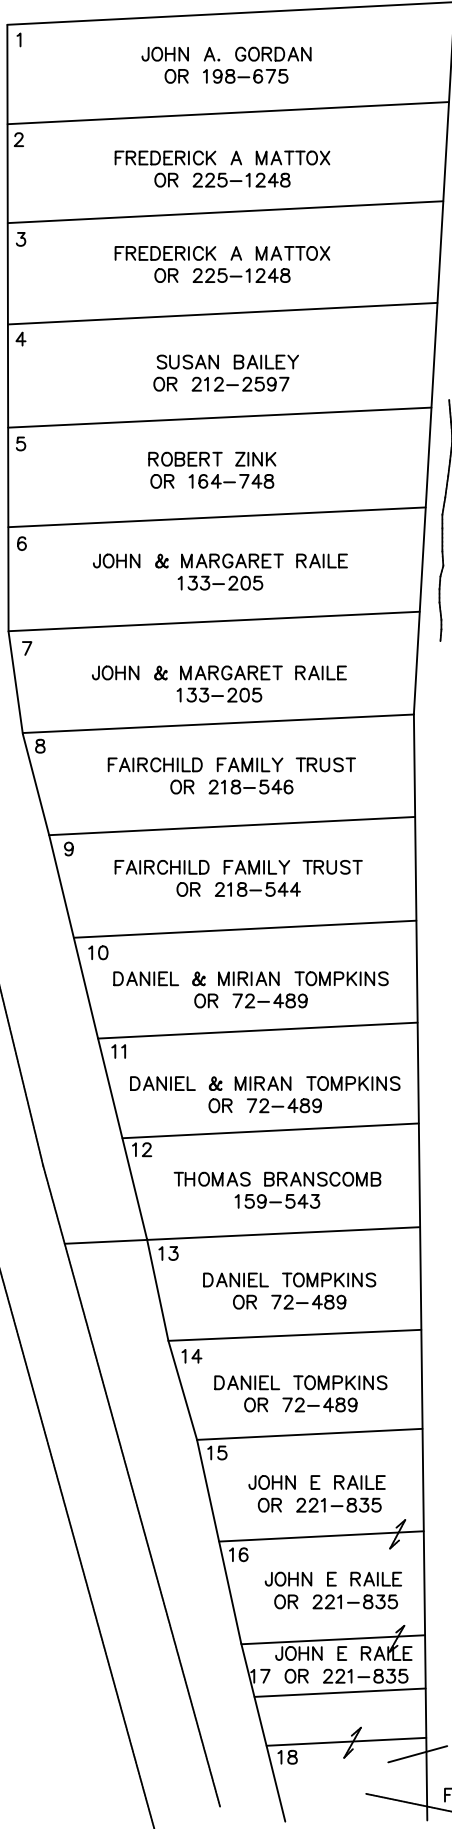 1
JOHN A. GORDAN
OR 198-675
2
FREDERICK A MATTOX
OR 225-1248
3
FREDERICK A MATTOX
OR 225-1248
4
SUSAN BAILEY
OR 212-2597
5
ROBERT ZINK
OR 164-748
6
JOHN & MARGARET RAILE
133-205
7
JOHN & MARGARET RAILE
133-205
8
FAIRCHILD FAMILY TRUST
OR 218-546
9
FAIRCHILD FAMILY TRUST
OR 218-544
10
DANIEL & MIRIAN TOMPKINS
OR 72-489
11
DANIEL & MIRAN TOMPKINS
OR 72-489
12
THOMAS BRANSCOMB
159-543
13
DANIEL TOMPKINS
OR 72-489
14
DANIEL TOMPKINS
OR 72-489
15
JOHN E RAILE
OR 221-835
16
JOHN E RAILE
OR 221-835
JOHN E RAILE
17 OR 221-835
18
F